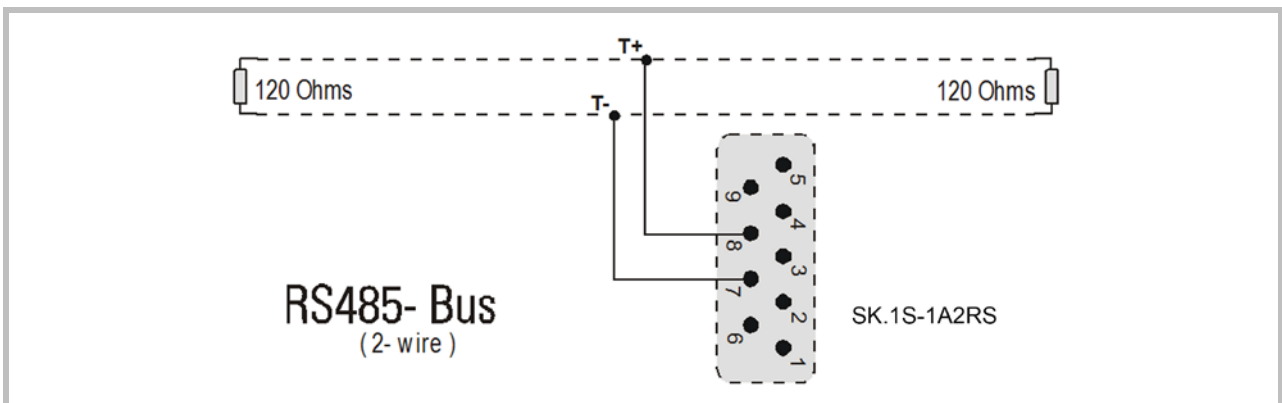 T+
120 Ohms
120 Ohms
T-
5
9
4
8
3
7
2
6
1
RS485- Bus
( 2- wire )
SK.1S-1A2RS